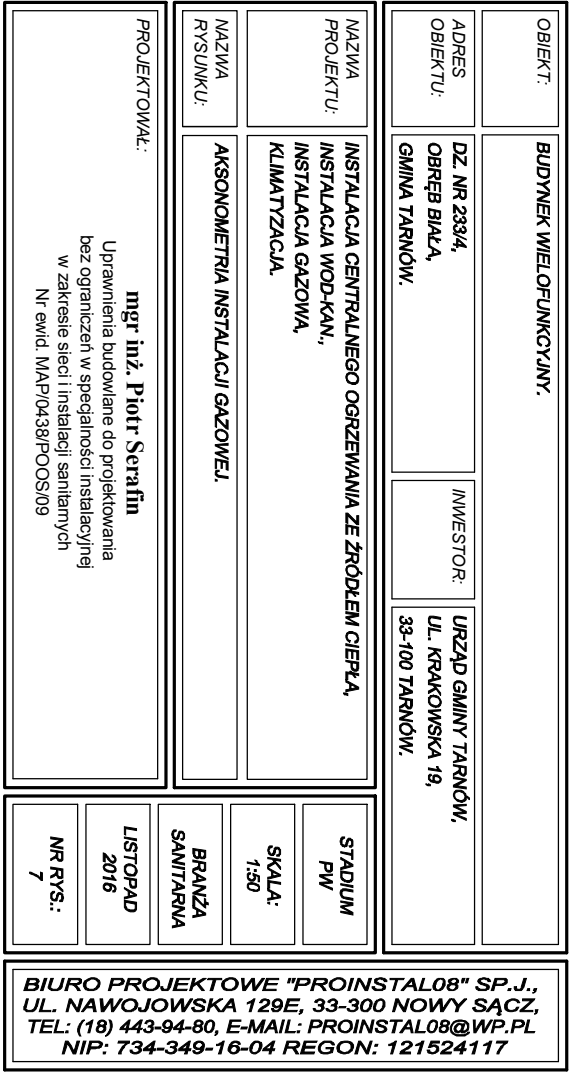 OBIEKT:
BUDYNEK WIELOFUNKCYJNY.
ADRES
OBIEKTU:
DZ. NR 233/4,
OBRĘB BIAŁA,
GMINA TARNÓW.
INWESTOR:
URZĄD GMINY TARNÓW,
UL. KRAKOWSKA 19,
33-100 TARNÓW.
NAZWA
PROJEKTU:
INSTALACJA CENTRALNEGO OGRZEWANIA ZE ŹRÓDŁEM CIEPŁA,
INSTALACJA WOD-KAN.,
INSTALACJA GAZOWA,
KLIMATYZACJA.
NAZWA
RYSUNKU:
AKSONOMETRIA INSTALACJI GAZOWEJ.
STADIUM
PW
SKALA:
1:50
BRANŻA
SANITARNA
LISTOPAD
2016
NR RYS.:
7
PROJEKTOWAŁ:
mgr inż. Piotr Serafin
Uprawnienia budowlane do projektowania
bez ograniczeń w specjalności instalacyjnej
w zakresie sieci i instalacji sanitarnych
Nr ewid. MAP/0438/POOS/09
BIURO PROJEKTOWE "PROINSTAL08" SP.J.,
UL. NAWOJOWSKA 129E, 33-300 NOWY SĄCZ,
TEL: (18) 443-94-80, E-MAIL: PROINSTAL08@WP.PL
NIP: 734-349-16-04 REGON: 121524117